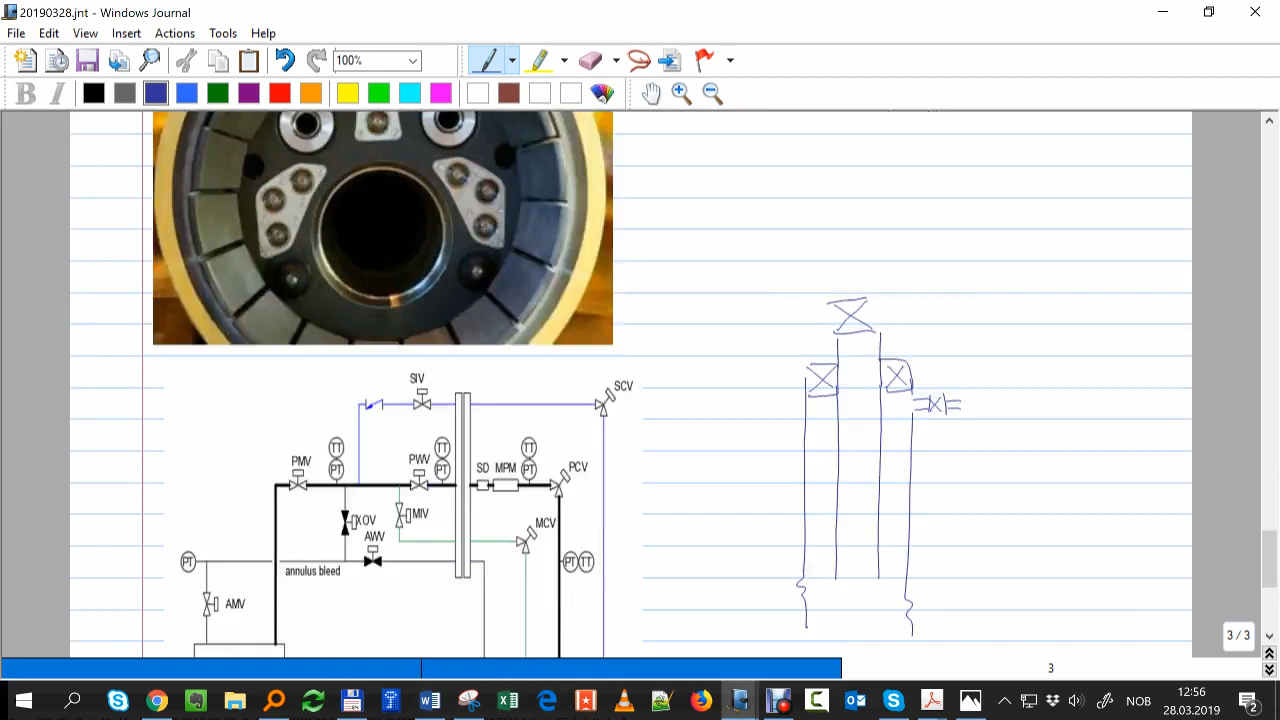 20190328.jnt - Windows Journal
File Edit View Insert Actions Tools Help
100%
B I
SIV
SCV
TT
TT
TT
PMV
PT
PWV
PT
SD
MPM
PT
PCV
XOV
MIV
MCV
AWV
PT
PT
TT
annulus bleed
AMV
3 / 3
3
NOB
12:56
28.03.2019
2